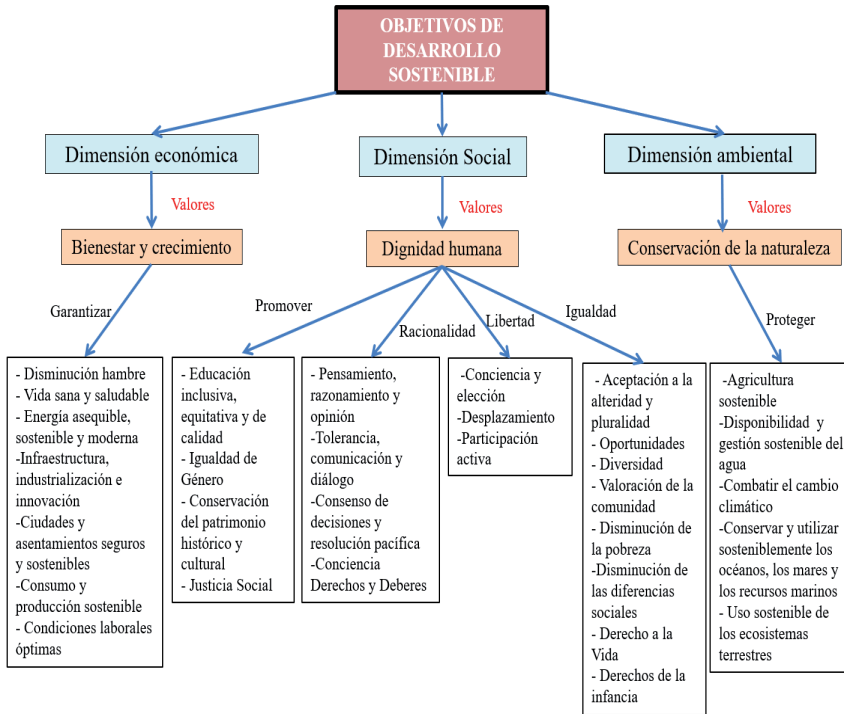 OBJETIVOS DE
DESARROLLO
SOSTENIBLE
Dimensión económica
Dimensión Social
Dimensión ambiental
Valores
Valores
Valores
Bienestar y crecimiento
Dignidad humana
Conservación de la naturaleza
Garantizar
Promover
Racionalidad
Libertad
Igualdad
Proteger
- Disminución hambre
- Vida sana y saludable
- Energía asequible,
sostenible y moderna
-Infraestructura,
industrialización e
innovación
-Ciudades y
asentamientos seguros
y sostenibles
-Consumo y
producción sostenible
- Condiciones laborales
óptimas
- Educación
inclusiva,
equitativa y de
calidad
- Igualdad de
Género
- Conservación
del patrimonio
histórico y
cultural
- Justicia Social
- Pensamiento,
razonamiento y
opinión
-Tolerancia,
comunicación y
diálogo
- Consenso de
decisiones y
resolución pacífica
-Conciencia
Derechos y Deberes
-Conciencia y
elección
-Desplazamiento
-Participación
activa
- Aceptación a la
alteridad y
pluralidad
- Oportunidades
- Diversidad
- Valoración de la
comunidad
- Disminución de
la pobreza
-Disminución de
las diferencias
sociales
- Derecho a la
Vida
- Derechos de la
infancia
-Agricultura
sostenible
-Disponibilidad y
gestión sostenible del
agua
-Combatir el cambio
climático
-Conservar y utilizar
sosteniblemente los
océanos, los mares y
los recursos marinos
- Uso sostenible de
los ecosistemas
terrestres